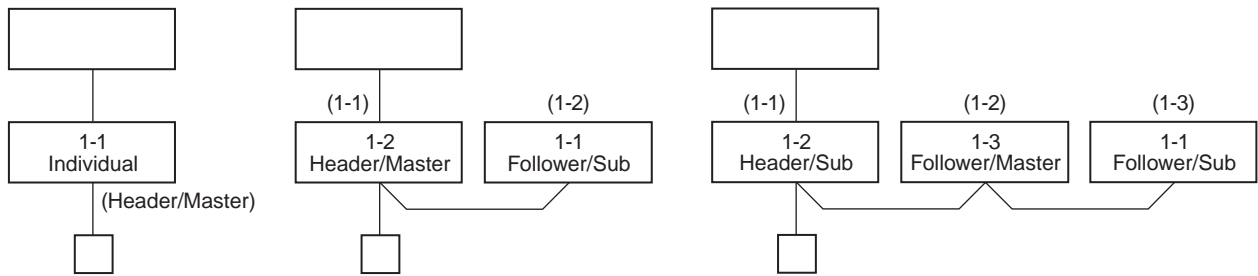 (1-1)
(1-2)
(1-1)
(1-2)
(1-3)
1-1
Individual
1-2
Header/Master
1-1
Follower/Sub
1-2
Header/Sub
1-3
Follower/Master
1-1
Follower/Sub
(Header/Master)